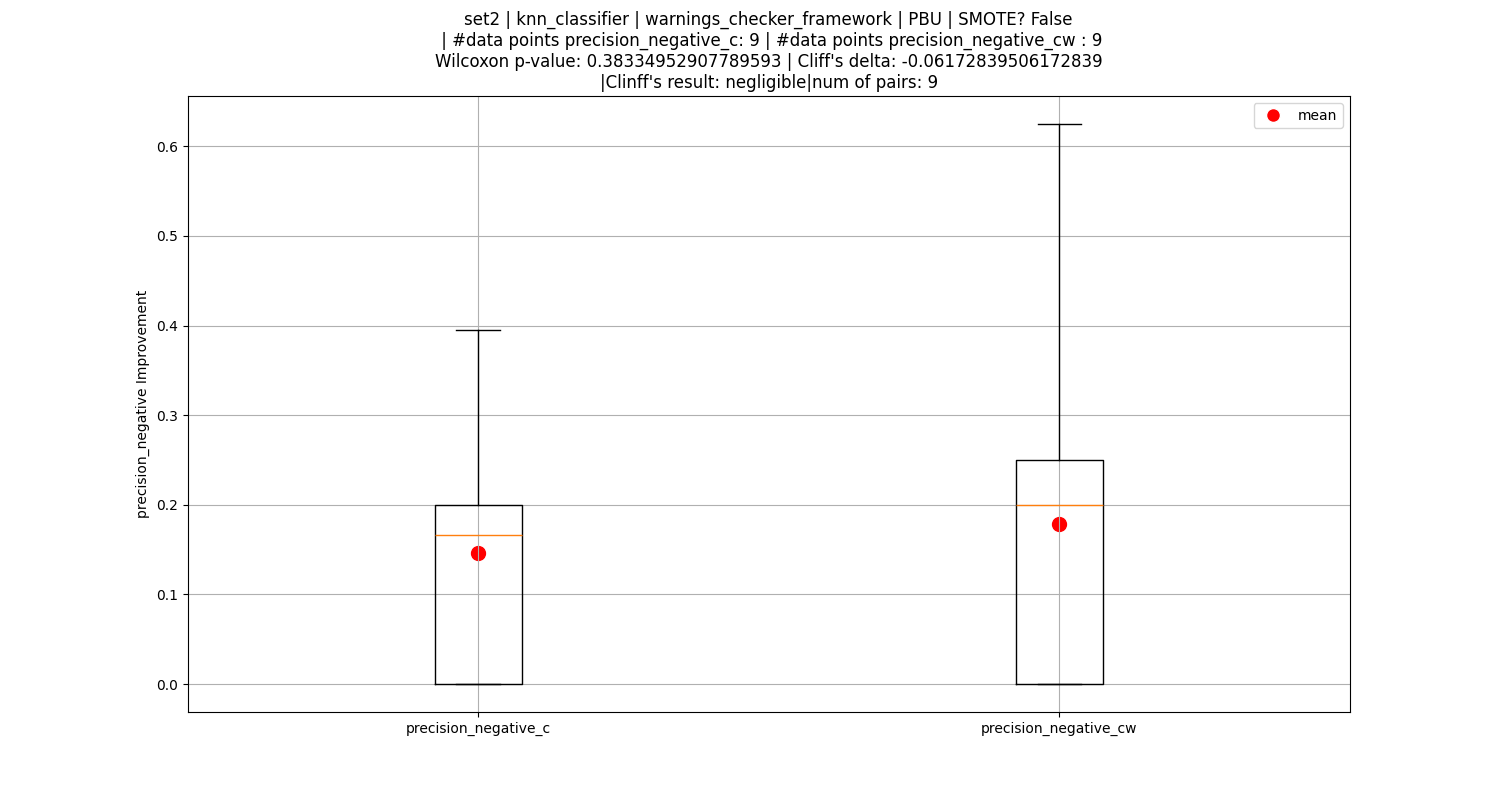 set2 | knn_classifier | warnings_checker_framework | PBU | SMOTE? False
| #data points precision_negative_c: 9 | #data points precision_negative_cw : 9
Wilcoxon p-value: 0.38334952907789593 | Cliff's delta: -0.06172839506172839
|Clinff's result: negligible|num of pairs: 9
mean
0.6
0.5
0.4
0.3
0.2
0.1
0.0
precision_negative Improvement
precision_negative_c
precision_negative_cw